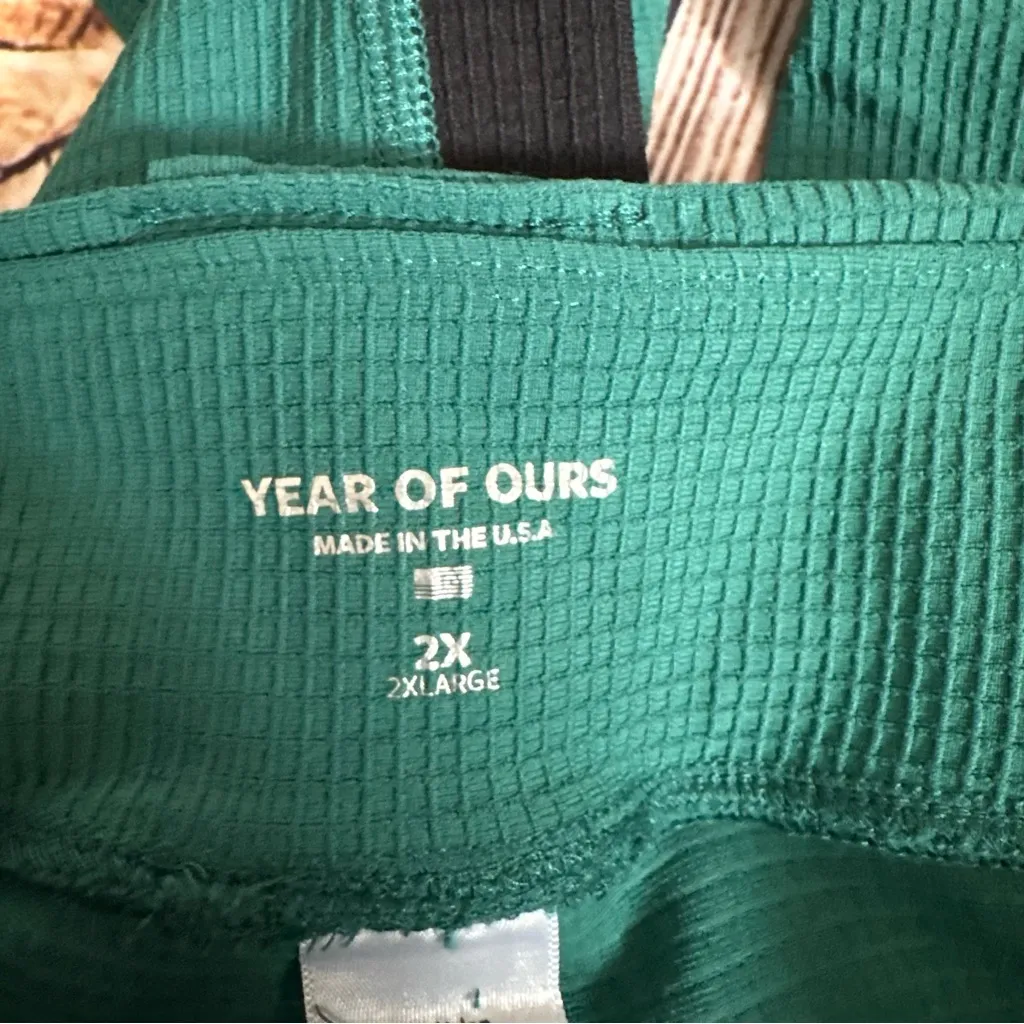 YEAR OF OURS
MADE IN THE U.S.A
2X
2XLARGE